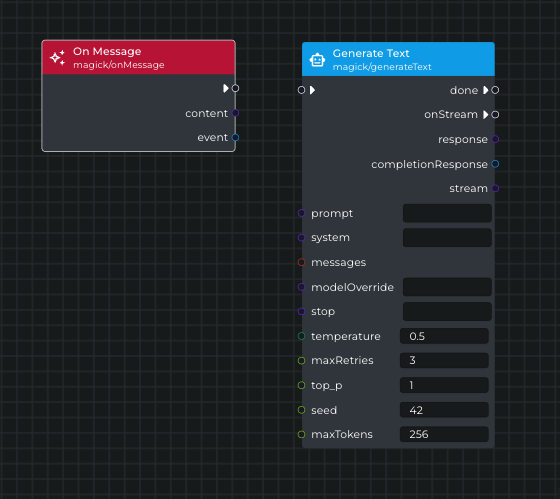 On Message
magick/onMessage
content
event
Generate Text
magick/generateText
done
onStream
response
completionResponse
stream
prompt
system
messages
modelOverride
stop
temperature 0.5
maxRetries 3
top_p 1
seed 42
maxTokens 256